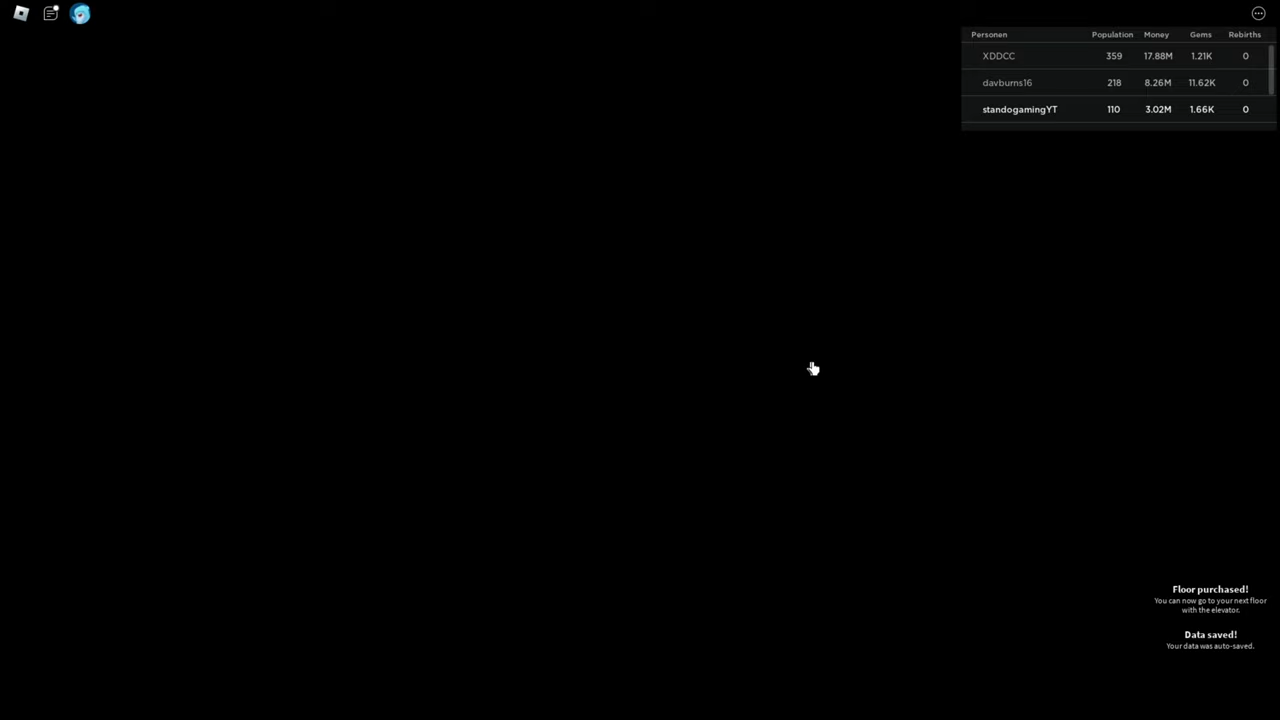 Personen Population Money Gems Rebirths
XDDCC 359 17.88M 1.21K 0
davburns16 218 8.26M 11.62K 0
standogamingYT 110 3.02M 1.66K 0
Floor purchased!
You can now go to your next floor
with the elevator.
Data saved!
Your data was auto-saved.